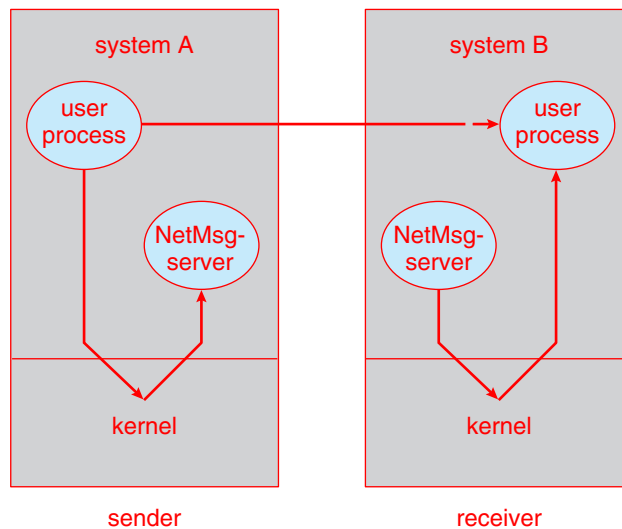 system A
system B
user
process
user
process
NetMsg-
server
NetMsg-
server
kernel
kernel
sender
receiver